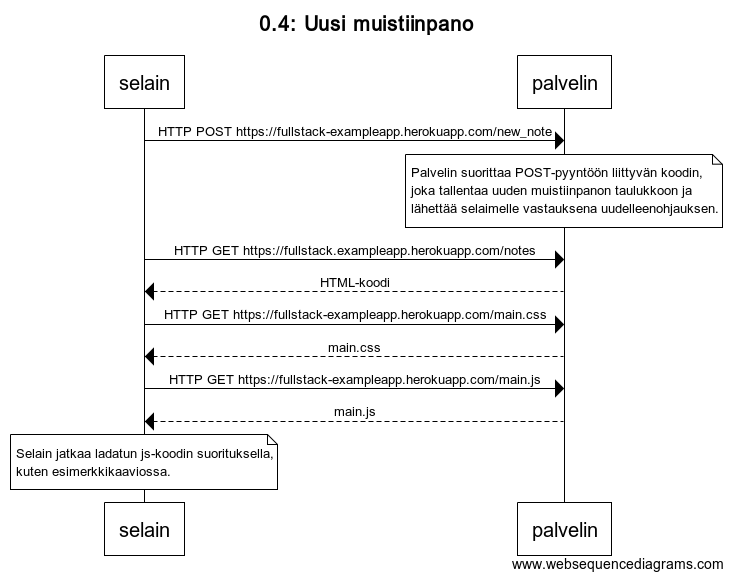 0.4: Uusi muistiinpano
selain
palvelin
HTTP POST https://fullstack-exampleapp.herokuapp.com/new_note
Palvelin suorittaa POST-pyyntöön liittyvän koodin,
joka tallentaa uuden muistiinpanon taulukkoon ja
lähettää selaimelle vastauksena uudelleenohjauksen.
HTTP GET https://fullstack.exampleapp.herokuapp.com/notes
HTML-koodi
HTTP GET https://fullstack-exampleapp.herokuapp.com/main.css
main.css
HTTP GET https://fullstack-exampleapp.herokuapp.com/main.js
main.js
Selain jatkaa ladatun js-koodin suorituksella,
kuten esimerkkikaaviossa.
selain
palvelin
www.websequencediagrams.com